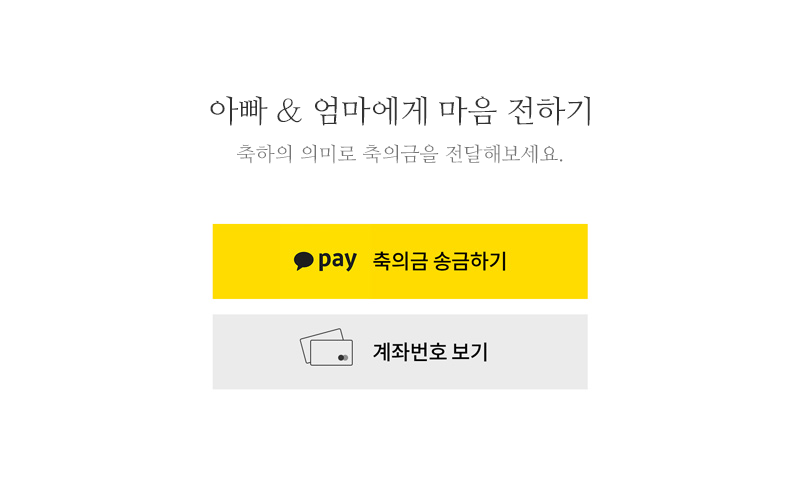 아빠 & 엄마에게 마음 전하기
축하의 의미로 축의금을 전달해보세요.
pay 축의금 송금하기
계좌번호 보기